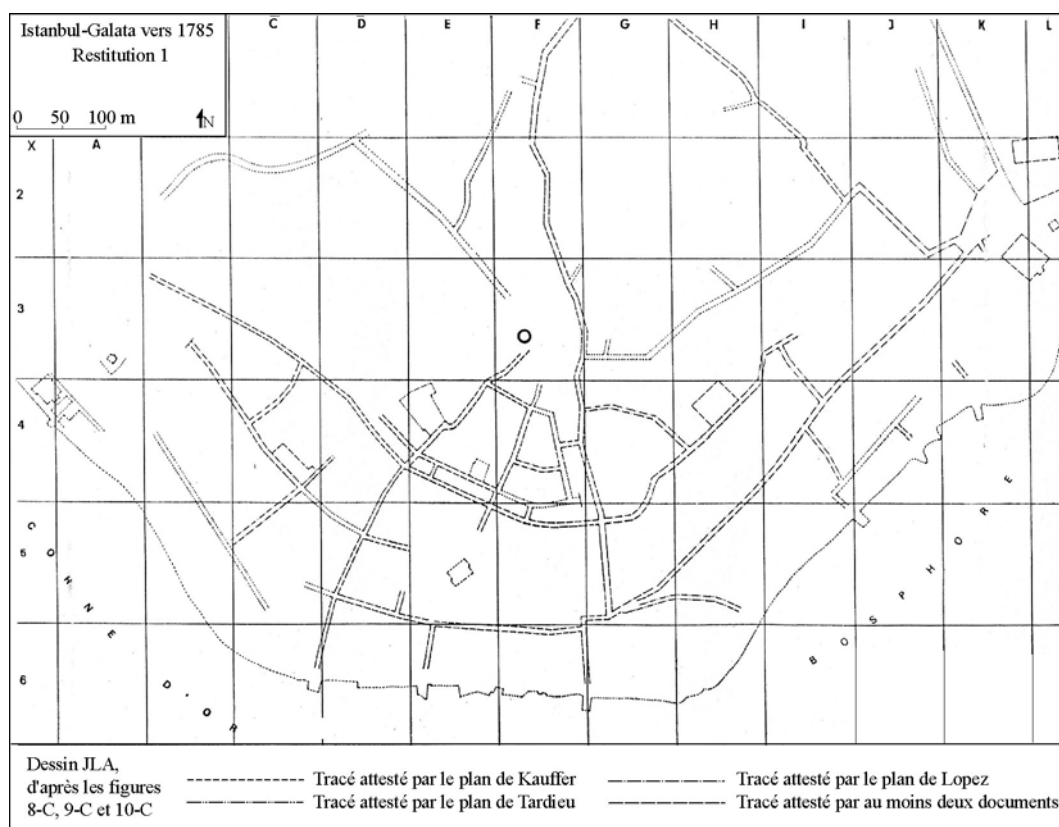 Istanbul-Galata vers 1785
Restitution 1
0 50 100 m
N
C D E F G H I J K L
X A
2
3
4
5
6
CORNE D'OR
BOSPHORE
Dessin JLA,
d'après les figures
8-C, 9-C et 10-C
Tracé attesté par le plan de Kauffer
Tracé attesté par le plan de Tardieu
Tracé attesté par le plan de Lopez
Tracé attesté par au moins deux documents